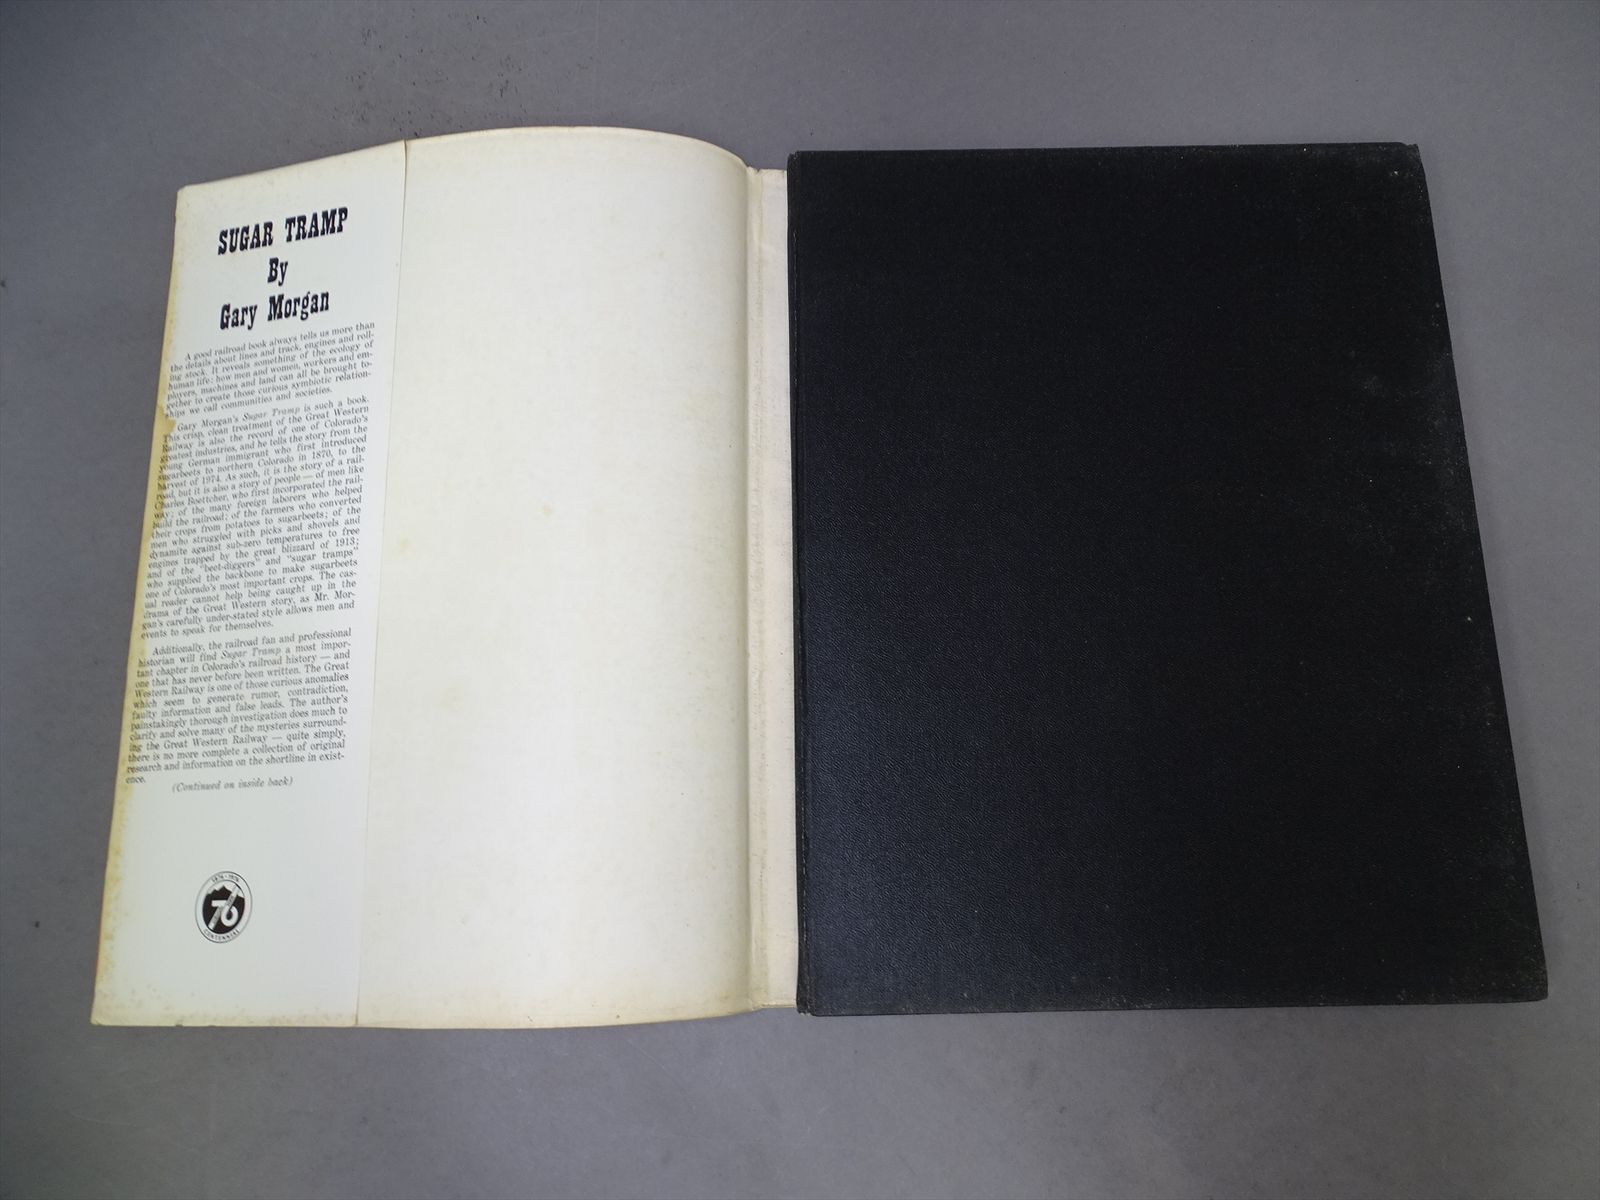 SUGAR TRAMP
By
Gary Morgan
A good railroad book always tells us more than
the details about lines and track, engines and roll-
ing stock. It reveals something of the ecology of
human life: how men and women, workers and em-
ployers, machines and land can all be brought to-
gether to create those curious symbiotic relation-
ships we call communities and societies.
Gary Morgan's Sugar Tramp is such a book.
This crisp, clean treatment of the Great Western
Railway is also the record of one of Colorado's
greatest industries, and he tells the story from the
young German immigrant who first introduced
sugarbeets to northern Colorado in 1870, to the
harvest of 1974. As such, it is the story of a rail-
road, but it is also a story of people — of men like
Charles Boettcher, who first incorporated the rail-
way; of the many foreign laborers who helped
build the railroad; of the farmers who converted
their crops from potatoes to sugarbeets; of the
men who struggled with picks and shovels and
dynamite against sub-zero temperatures to free
engines trapped by the great blizzard of 1913;
and of the "beet-diggers" and "sugar tramps"
who supplied the backbone to make sugarbeets
one of Colorado's most important crops. The cas-
ual reader cannot help being caught up in the
drama of the Great Western story, as Mr. Mor-
gan's carefully under-stated style allows men and
events to speak for themselves.
Additionally, the railroad fan and professional
historian will find Sugar Tramp a most impor-
tant chapter in Colorado's railroad history — and
one that has never before been written. The Great
Western Railway is one of those curious anomalies
which seem to generate rumor, contradiction,
faulty information and false leads. The author's
painstakingly thorough investigation does much to
clarify and solve many of the mysteries surround-
ing the Great Western Railway — quite simply,
there is no more complete a collection of original
research and information on the shortline in exist-
ence.
(Continued on inside back)
1876 - 1976
76
CENTENNIAL